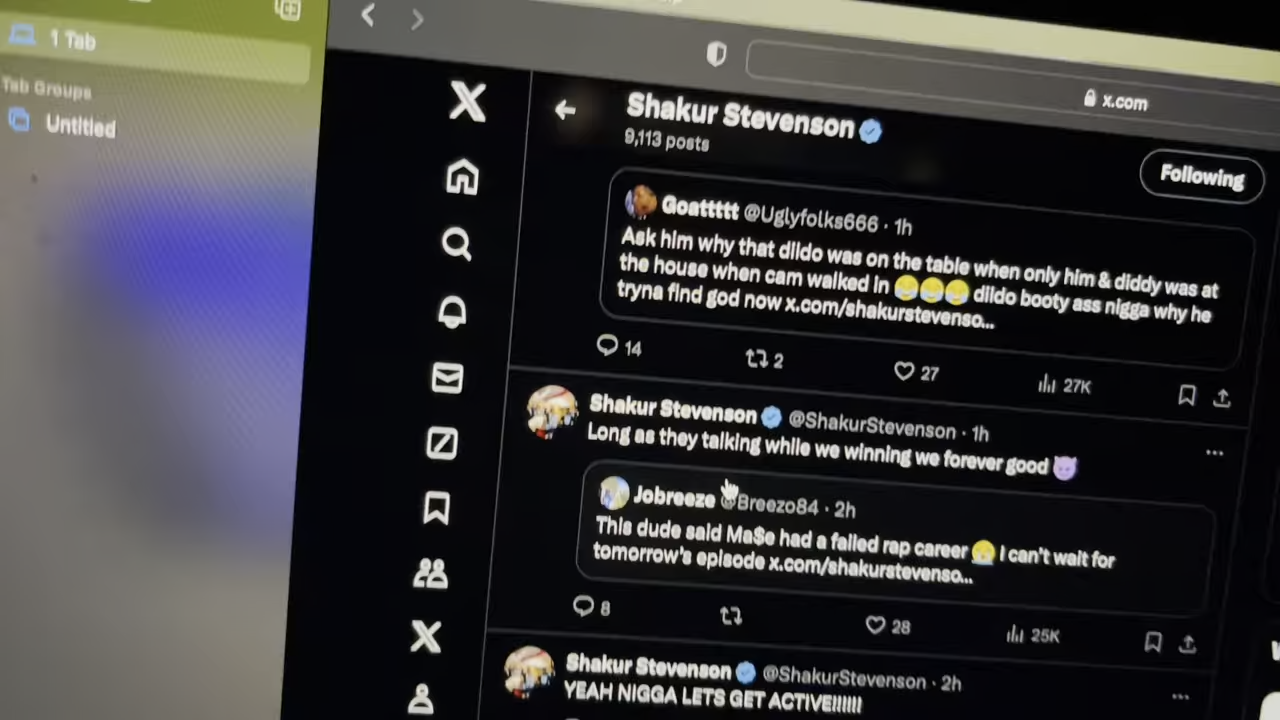 1 Tab
Tab Groups
Untitled
x.com
Shakur Stevenson
9,113 posts
Following
Goattttt @Uglyfolks666 · 1h
Ask him why that dildo was on the table when only him & diddy was at
the house when cam walked in 😂😂😂 dildo booty ass nigga why he
tryna find god now x.com/shakurstevenso...
14
2
27
27K
Shakur Stevenson @ShakurStevenson · 1h
Long as they talking while we winning we forever good 😈
Jobreeze @Breezo84 · 2h
This dude said Ma$e had a failed rap career 😭 I can't wait for
tomorrow's episode x.com/shakurstevenso...
8
28
25K
Shakur Stevenson @ShakurStevenson · 2h
YEAH NIGGA LETS GET ACTIVE!!!!!!!